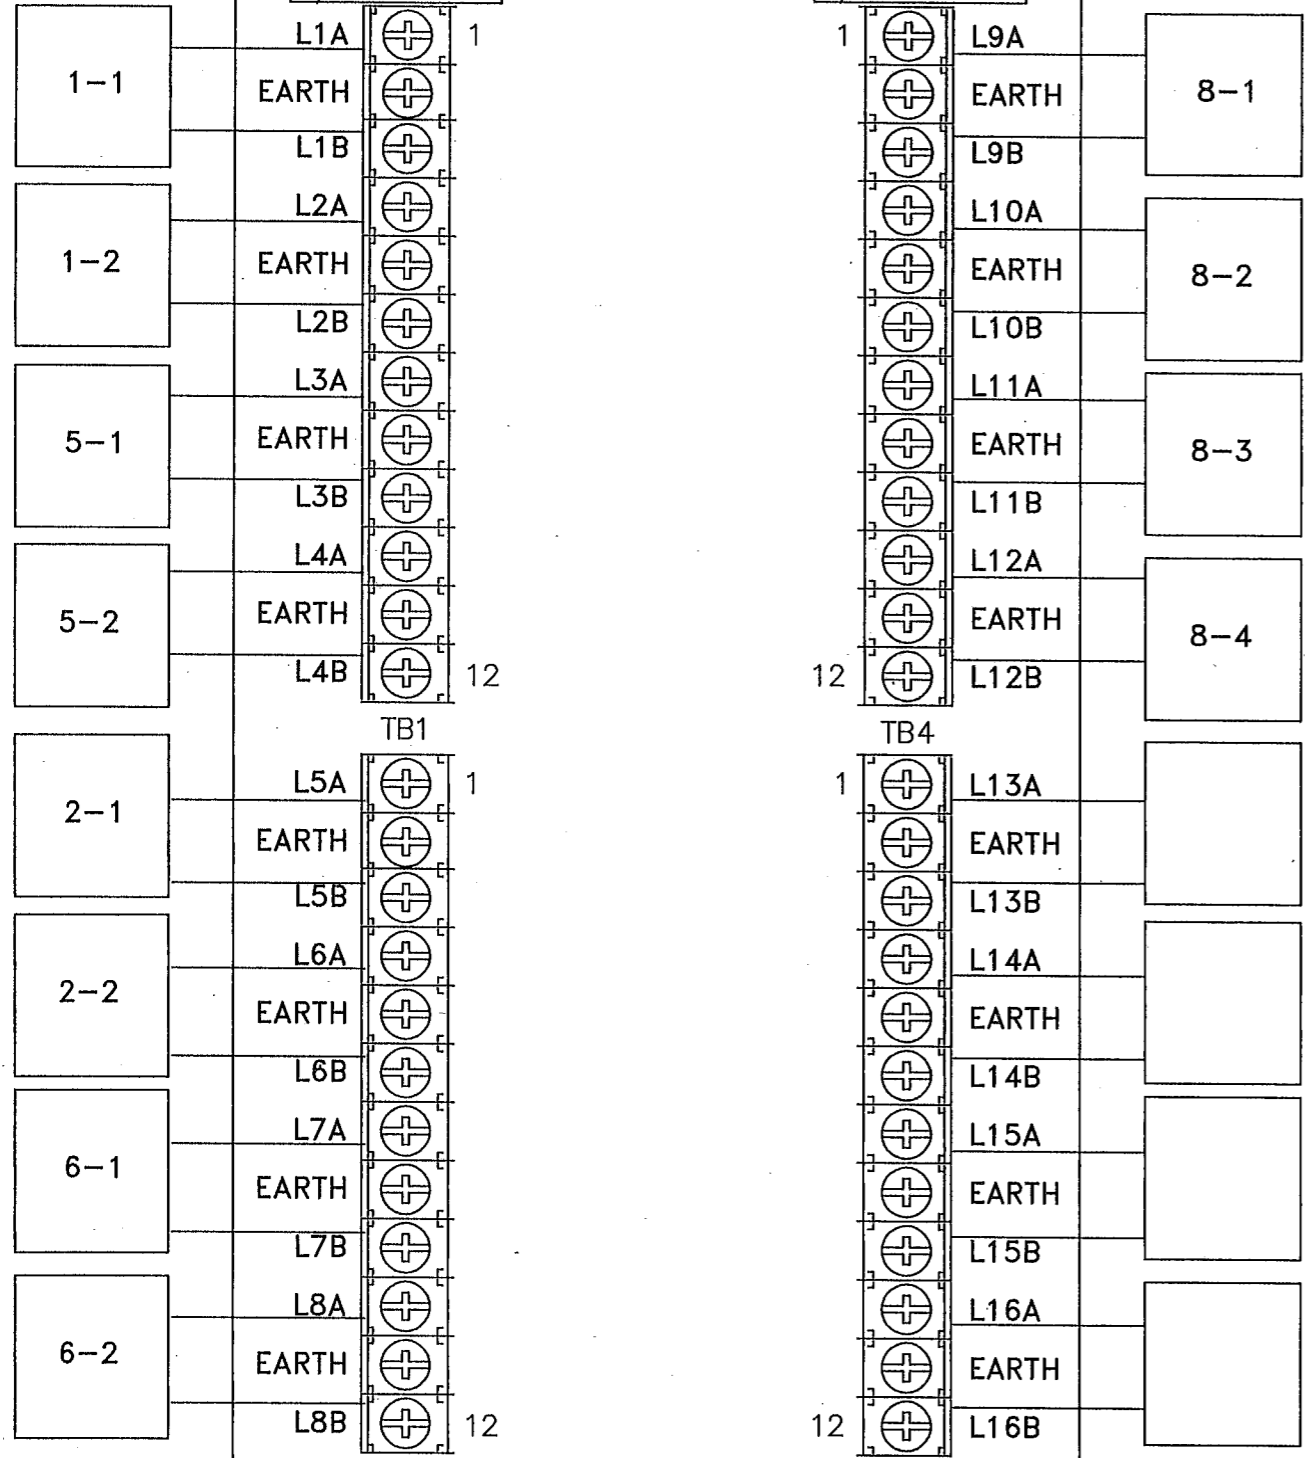 L1A 1
1-1
EARTH
L1B
L2A
1-2
EARTH
L2B
L3A
5-1
EARTH
L3B
L4A
5-2
EARTH
L4B 12
TB1
L5A 1
2-1
EARTH
L5B
L6A
2-2
EARTH
L6B
L7A
6-1
EARTH
L7B
L8A
6-2
EARTH
L8B 12
1 L9A
EARTH
8-1
L9B
L10A
EARTH
8-2
L10B
L11A
EARTH
8-3
L11B
L12A
EARTH
8-4
12 L12B
TB4
1 L13A
EARTH
L13B
L14A
EARTH
L14B
L15A
EARTH
L15B
L16A
EARTH
12 L16B